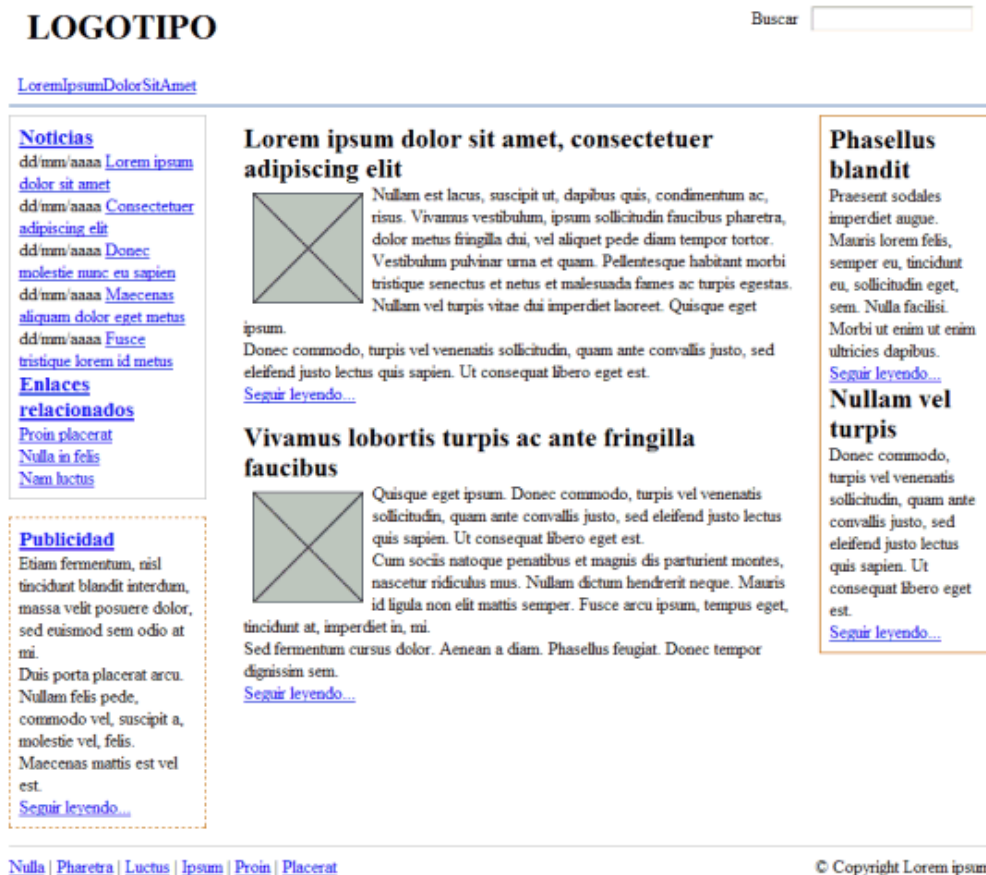 LOGOTIPO
Buscar
LoremIpsumDolorSitAmet
Noticias
dd/mm/aaaa Lorem ipsum
dolor sit amet
dd/mm/aaaa Consectetuer
adipiscing elit
dd/mm/aaaa Donec
molestie nunc eu sapien
dd/mm/aaaa Maecenas
aliquam dolor eget metus
dd/mm/aaaa Fusce
tristique lorem id metus
Enlaces
relacionados
Proin placerat
Nulla in felis
Nam luctus
Publicidad
Etiam fermentum, nisl
tincidunt blandit interdum,
massa velit posuere dolor,
sed euismod sem odio at
mi.
Duis porta placerat arcu.
Nullam felis pede,
commodo vel, suscipit a,
molestie vel, felis.
Maecenas mattis est vel
est.
Seguir leyendo...
Lorem ipsum dolor sit amet, consectetuer
adipiscing elit
Nullam est lacus, suscipit ut, dapibus quis, condimentum ac,
risus. Vivamus vestibulum, ipsum sollicitudin faucibus pharetra,
dolor metus fringilla dui, vel aliquet pede diam tempor tortor.
Vestibulum pulvinar urna et quam. Pellentesque habitant morbi
tristique senectus et netus et malesuada fames ac turpis egestas.
Nullam vel turpis vitae dui imperdiet laoreet. Quisque eget
ipsum.
Donec commodo, turpis vel venenatis sollicitudin, quam ante convallis justo, sed
eleifend justo lectus quis sapien. Ut consequat libero eget est.
Seguir leyendo...
Vivamus lobortis turpis ac ante fringilla
faucibus
Quisque eget ipsum. Donec commodo, turpis vel venenatis
sollicitudin, quam ante convallis justo, sed eleifend justo lectus
quis sapien. Ut consequat libero eget est.
Cum sociis natoque penatibus et magnis dis parturient montes,
nascetur ridiculus mus. Nullam dictum hendrerit neque. Mauris
id ligula non elit mattis semper. Fusce arcu ipsum, tempus eget,
tincidunt at, imperdiet in, mi.
Sed fermentum cursus dolor. Aenean a diam. Phasellus feugiat. Donec tempor
dignissim sem.
Seguir leyendo...
Phasellus
blandit
Praesent sodales
imperdiet augue.
Mauris lorem felis,
semper eu, tincidunt
eu, sollicitudin eget,
sem. Nulla facilisi.
Morbi ut enim ut enim
ultricies dapibus.
Seguir leyendo...
Nullam vel
turpis
Donec commodo,
turpis vel venenatis
sollicitudin, quam ante
convallis justo, sed
eleifend justo lectus
quis sapien. Ut
consequat libero eget
est.
Seguir leyendo...
Nulla | Pharetra | Luctus | Ipsum | Proin | Placerat
© Copyright Lorem ipsum